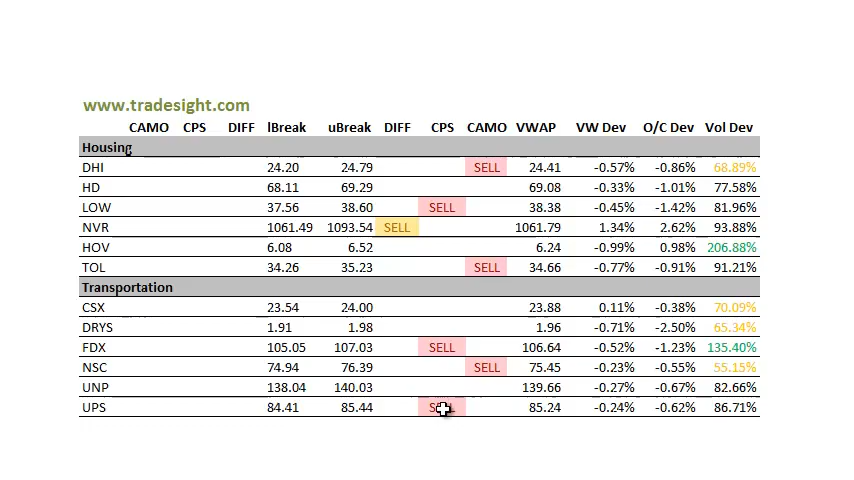 www.tradesight.com
CAMO CPS DIFF lBreak uBreak DIFF CPS CAMO VWAP VW Dev O/C Dev Vol Dev
Housing
DHI 24.20 24.79 SELL 24.41 -0.57% -0.86% 68.89%
HD 68.11 69.29 69.08 -0.33% -1.01% 77.58%
LOW 37.56 38.60 SELL 38.38 -0.45% -1.42% 81.96%
NVR 1061.49 1093.54 SELL 1061.79 1.34% 2.62% 93.88%
HOV 6.08 6.52 6.24 -0.99% 0.98% 206.88%
TOL 34.26 35.23 SELL 34.66 -0.77% -0.91% 91.21%
Transportation
CSX 23.54 24.00 23.88 0.11% -0.38% 70.09%
DRYS 1.91 1.98 1.96 -0.71% -2.50% 65.34%
FDX 105.05 107.03 SELL 106.64 -0.52% -1.23% 135.40%
NSC 74.94 76.39 SELL 75.45 -0.23% -0.55% 55.15%
UNP 138.04 140.03 139.66 -0.27% -0.67% 82.66%
UPS 84.41 85.44 SELL 85.24 -0.24% -0.62% 86.71%